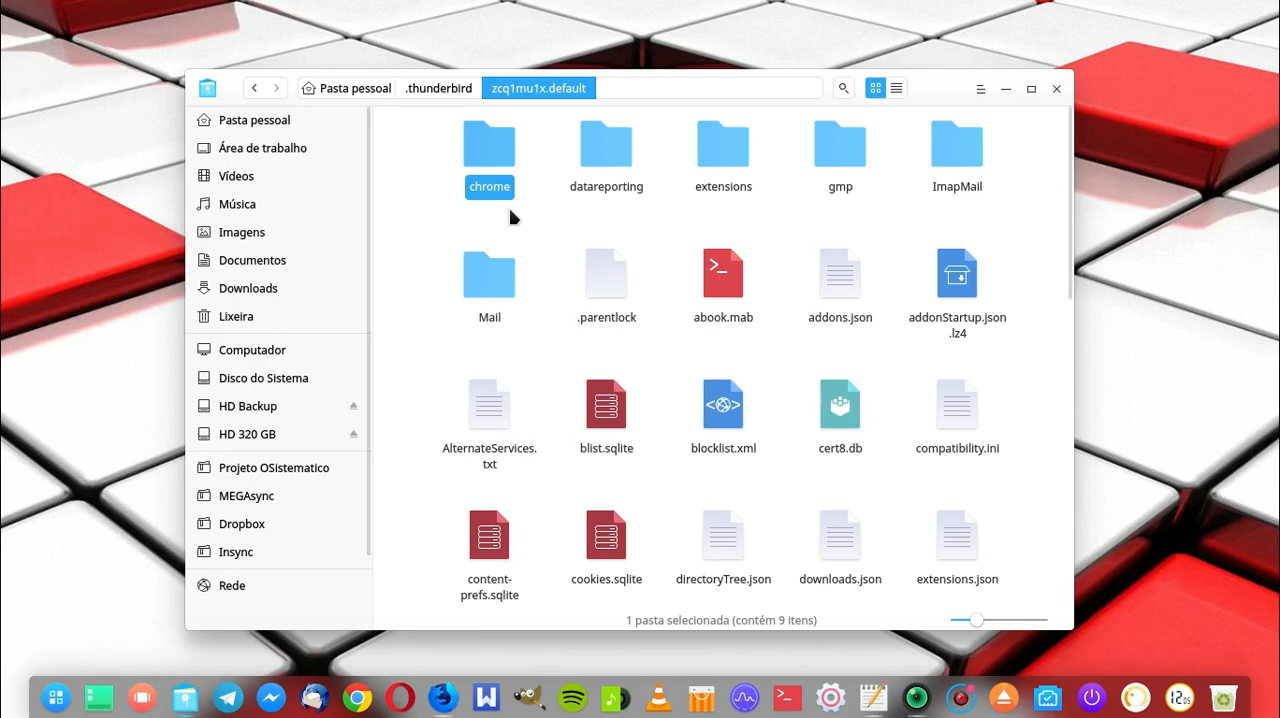 Pasta pessoal
.thunderbird
zcq1mu1x.default
Pasta pessoal
Área de trabalho
Vídeos
Música
Imagens
Documentos
Downloads
Lixeira
Computador
Disco do Sistema
HD Backup
HD 320 GB
Projeto OSistematico
MEGAsync
Dropbox
Insync
Rede
chrome
datareporting
extensions
gmp
ImapMail
Mail
.parentlock
abook.mab
addons.json
addonStartup.json
.lz4
AlternateServices.
txt
blist.sqlite
blocklist.xml
cert8.db
compatibility.ini
content-
prefs.sqlite
cookies.sqlite
directoryTree.json
downloads.json
extensions.json
1 pasta selecionada (contém 9 itens)